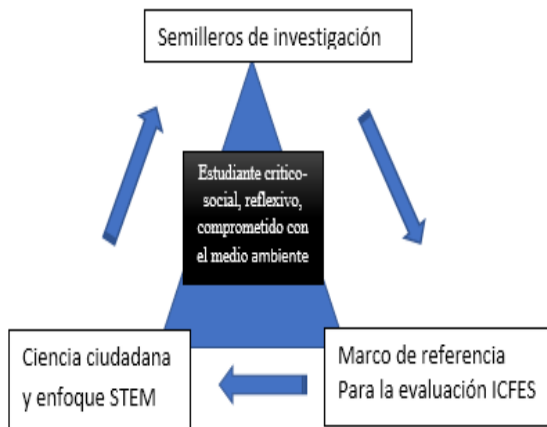 Semilleros de investigación
Estudiante critico-
social, reflexivo,
comprometido con
el medio ambiente
Ciencia ciudadana
y enfoque STEM
Marco de referencia
Para la evaluación ICFES